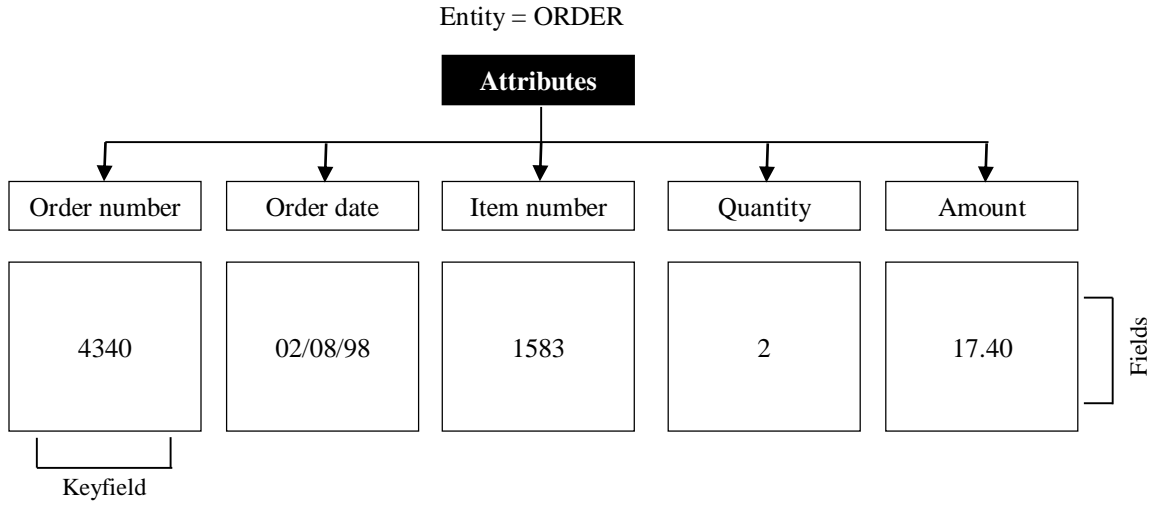 Entity = ORDER
Attributes
Order number
Order date
Item number
Quantity
Amount
4340
02/08/98
1583
2
17.40
Fields
Keyfield